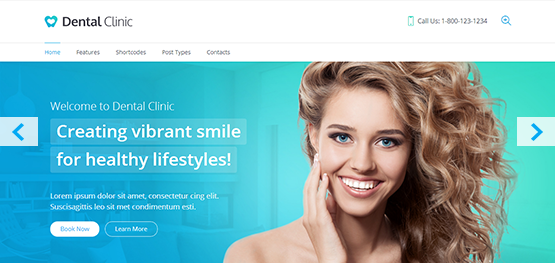 Dental Clinic
Call Us: 1-800-123-1234
Home Features Shortcodes Post Types Contacts
Welcome to Dental Clinic
Creating vibrant smile
for healthy lifestyles!
Lorem ipsum dolor sit amet, consectetur cing elit.
Suscisagittis leo sit met condimentum esti.
Book Now Learn More